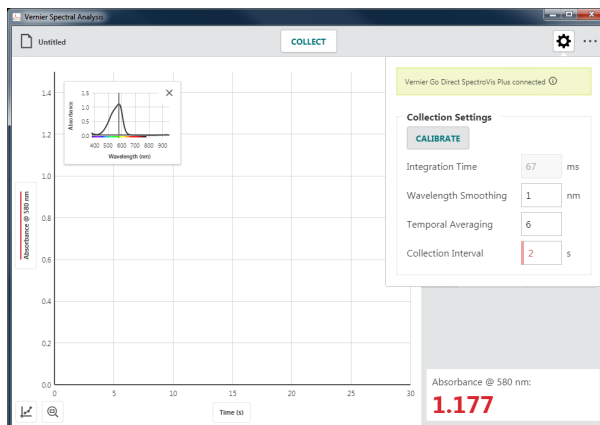 Vernier Spectral Analysis
Untitled
COLLECT
Vernier Go Direct SpectroVis Plus connected
Collection Settings
CALIBRATE
Integration Time 67 ms
Wavelength Smoothing 1 nm
Temporal Averaging 6
Collection Interval 2 s
Absorbance
1.5
1.0
0.5
0.0
400 500 600 700 800 900
Wavelength (nm)
Absorbance @ 580 nm
1.4
1.2
1.0
0.8
0.6
0.4
0.2
0.0
0 5 10 15 20 25 30
Time (s)
Absorbance @ 580 nm:
1.177